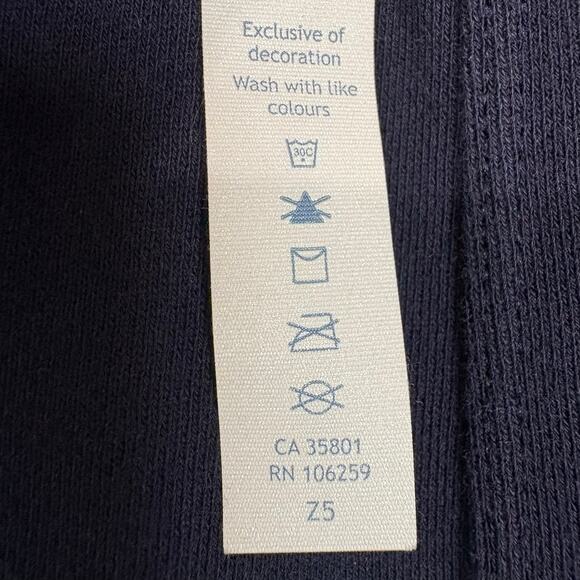 Exclusive of
decoration
Wash with like
colours
30C
CA 35801
RN 106259
Z5